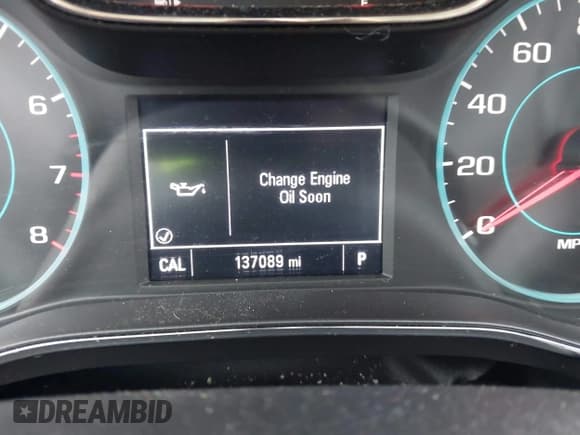 60
6
40
7
20
Change Engine
Oil Soon
8
0
CAL
137089 mi
P
MP
DREAMBID